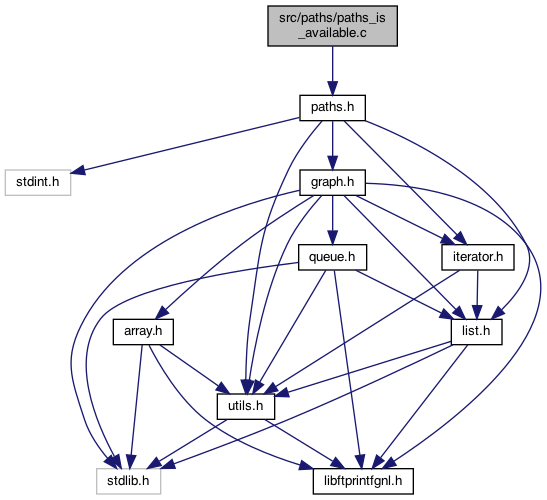 src/paths/paths_is
_available.c
paths.h
stdint.h
graph.h
queue.h
iterator.h
array.h
list.h
utils.h
stdlib.h
libftprintfgnl.h